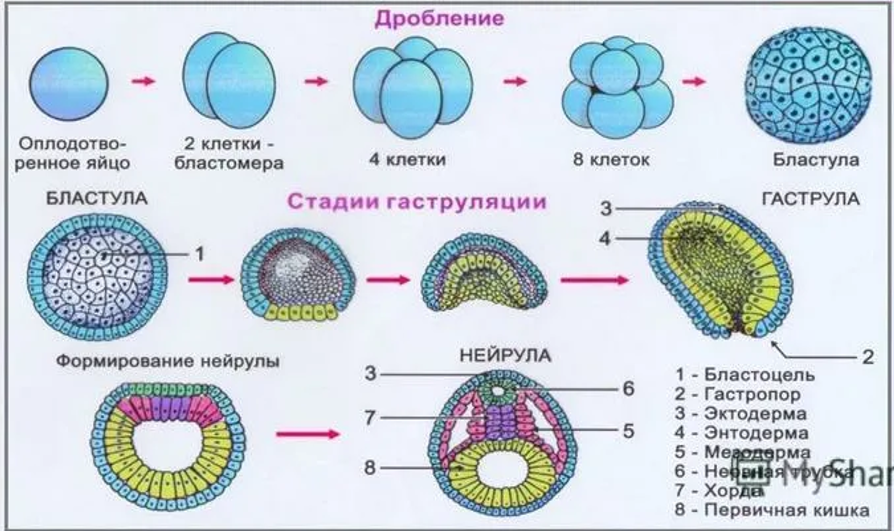 Дробление
Оплодотво-
ренное яйцо
2 клетки -
бластомера
4 клетки
8 клеток
Бластула
БЛАСТУЛА
Стадии гаструляции
ГАСТРУЛА
1
3
4
2
Формирование нейрулы
НЕЙРУЛА
3
7
8
6
5
1 - Бластоцель
2 - Гастропор
3 - Эктодерма
4 - Энтодерма
5 - Мезодерма
6 - Нервная трубка
7 - Хорда
8 - Первичная кишка
MyShar